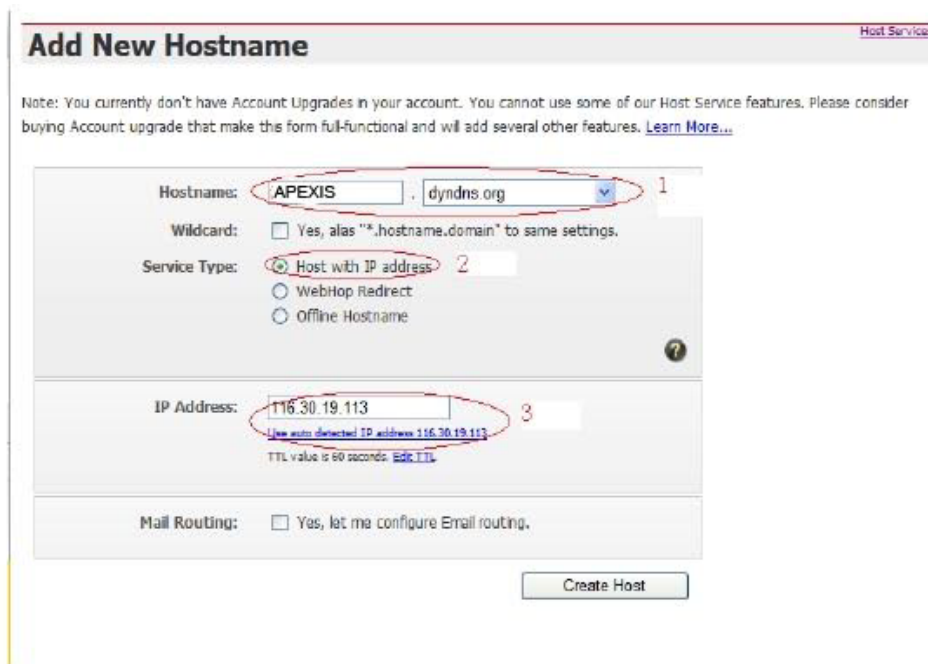 Host Service
Add New Hostname
Note: You currently don't have Account Upgrades in your account. You cannot use some of our Host Service features. Please consider
buying Account upgrade that make this form full-functional and will add several other features. Learn More...
Hostname: APEXIS . dyndns.org 1
Wildcard: Yes, alias "*.hostname.domain" to same settings.
Service Type: Host with IP address 2
WebHop Redirect
Offline Hostname
?
IP Address: 116.30.19.113 3
Use auto detected IP address 116.30.19.113
TTL value is 60 seconds. Edit TTL
Mail Routing: Yes, let me configure Email routing.
Create Host